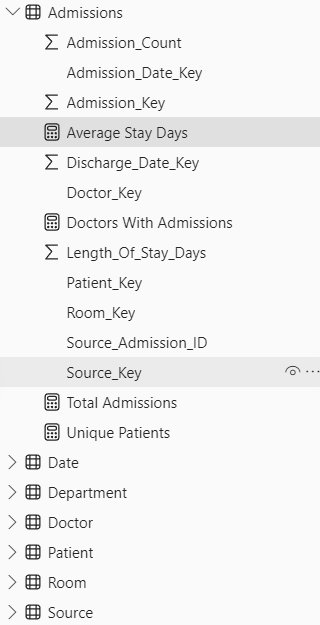 Admissions
Admission_Count
Admission_Date_Key
Admission_Key
Average Stay Days
Discharge_Date_Key
Doctor_Key
Doctors With Admissions
Length_Of_Stay_Days
Patient_Key
Room_Key
Source_Admission_ID
Source_Key
Total Admissions
Unique Patients
Date
Department
Doctor
Patient
Room
Source